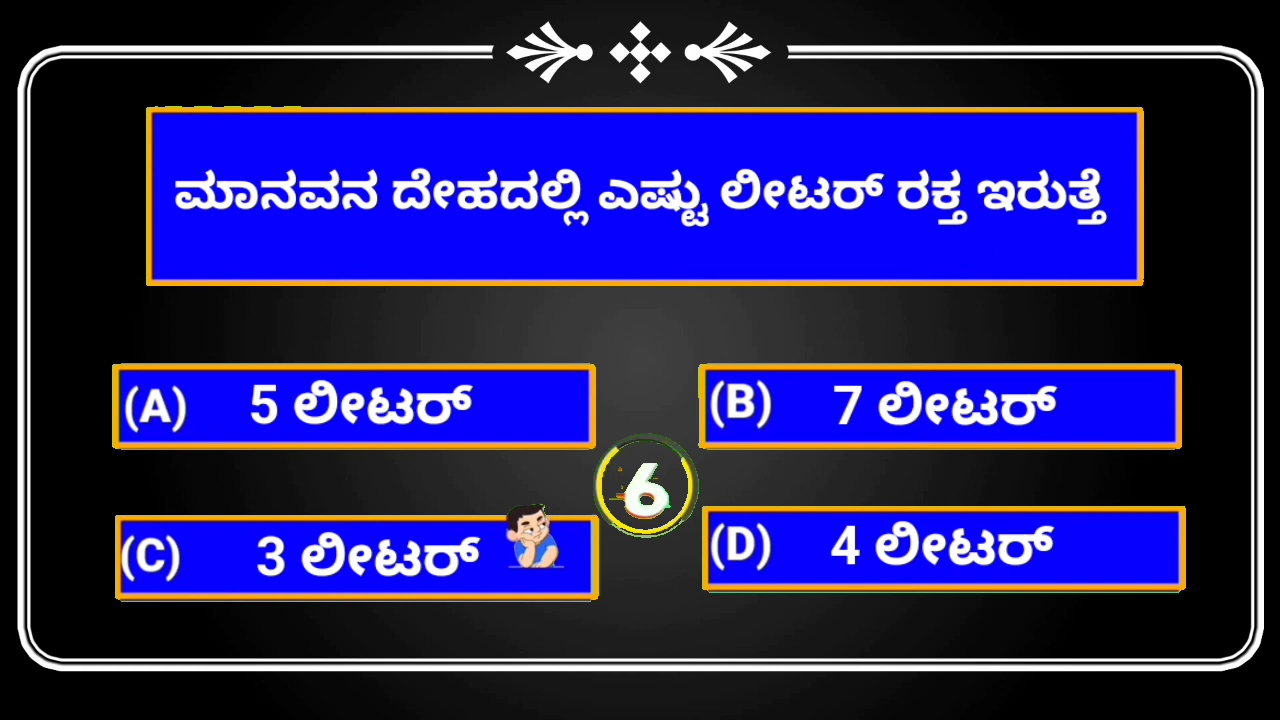 ಮಾನವನ ದೇಹದಲ್ಲಿ ಎಷ್ಟು ಲೀಟರ್ ರಕ್ತ ಇರುತ್ತೆ
(A) 5 ಲೀಟರ್
(B) 7 ಲೀಟರ್
6
(C) 3 ಲೀಟರ್
(D) 4 ಲೀಟರ್